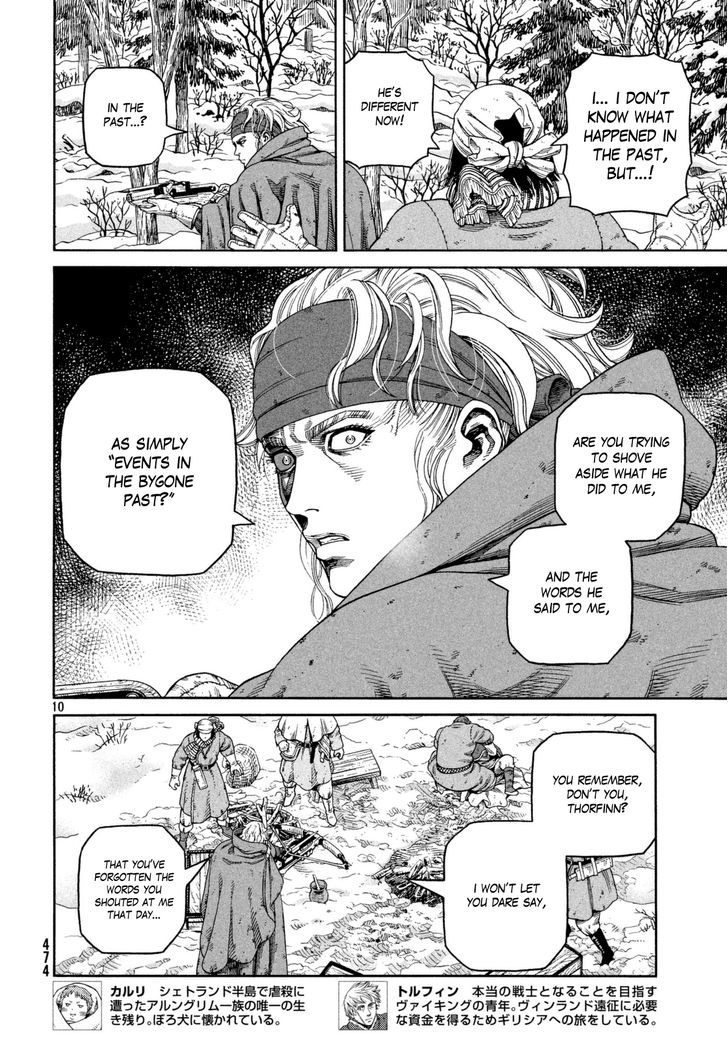 I... I DON'T
KNOW WHAT
HAPPENED IN
THE PAST,
BUT...!
HE'S
DIFFERENT
NOW!
IN THE
PAST...?
ARE YOU TRYING
TO SHOVE
ASIDE WHAT HE
DID TO ME,
AND THE
WORDS HE
SAID TO ME,
AS SIMPLY
"EVENTS IN
THE BYGONE
PAST?"
10
YOU REMEMBER,
DON'T YOU,
THORFINN?
I WON'T LET
YOU DARE SAY,
THAT YOU'VE
FORGOTTEN THE
WORDS YOU
SHOUTED AT ME
THAT DAY...
474
トルフィン 本当の戦士となることを目指す
ヴァイキングの青年。ヴィンランド遠征に必要
な資金を得るためギリシアへの旅をしている。
カルリ シェトランド半島で虐殺に
遭ったアルングリム一族の唯一の生
き残り。ぼろ犬に懐かれている。